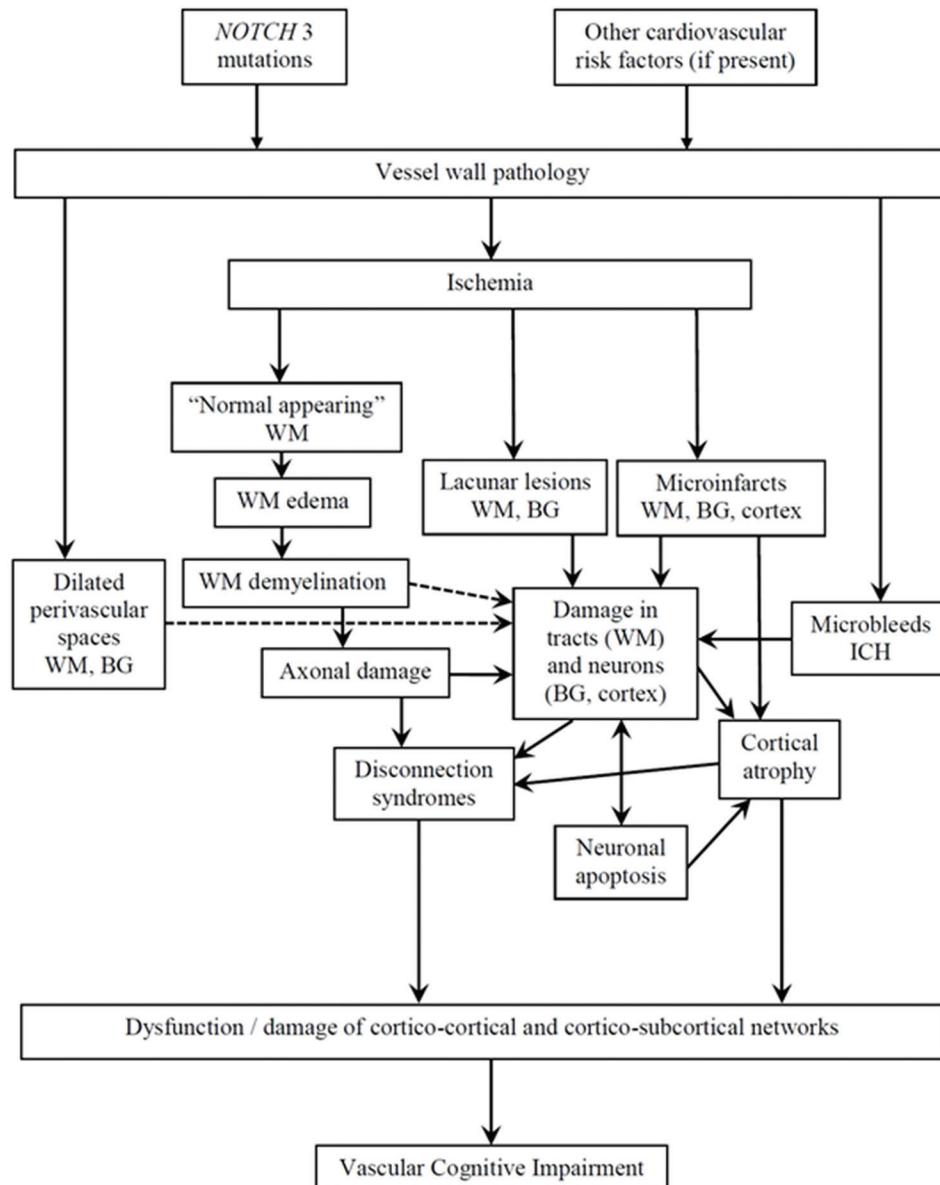 NOTCH 3
mutations
Other cardiovascular
risk factors (if present)
Vessel wall pathology
Ischemia
“Normal appearing”
WM
Lacunar lesions
WM, BG
Microinfarcts
WM, BG, cortex
WM edema
Dilated
perivascular
spaces
WM, BG
WM demyelination
Damage in
tracts (WM)
and neurons
(BG, cortex)
Microbleeds
ICH
Axonal damage
Disconnection
syndromes
Cortical
atrophy
Neuronal
apoptosis
Dysfunction / damage of cortico-cortical and cortico-subcortical networks
Vascular Cognitive Impairment